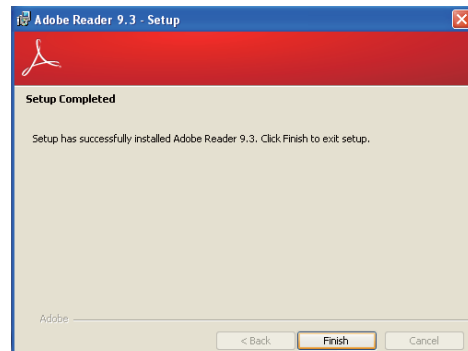 Adobe Reader 9.3 - Setup
Setup Completed
Setup has successfully installed Adobe Reader 9.3. Click Finish to exit setup.
Adobe
< Back Finish Cancel